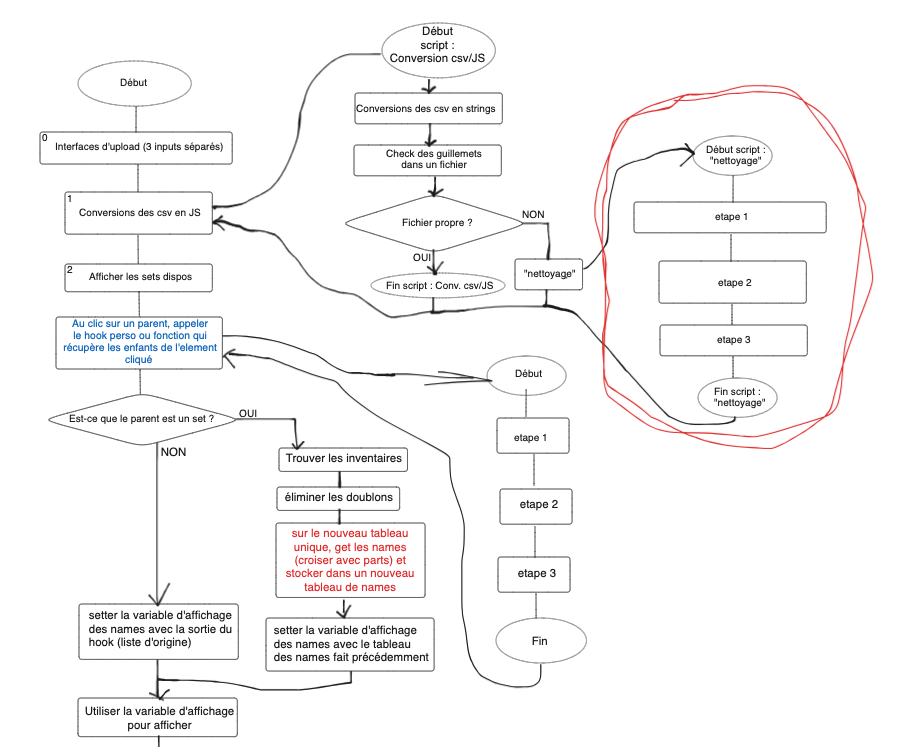 Début
0
Interfaces d'upload (3 inputs séparés)
1
Conversions des csv en JS
2
Afficher les sets dispos
Au clic sur un parent, appeler
le hook perso ou fonction qui
récupère les enfants de l'element
cliqué
Est-ce que le parent est un set ?
OUI
NON
Trouver les inventaires
éliminer les doublons
sur le nouveau tableau
unique, get les names
(croiser avec parts) et
stocker dans un nouveau
tableau de names
setter la variable d'affichage
des names avec la sortie du
hook (liste d'origine)
setter la variable d'affichage
des names avec le tableau
des names fait précédemment
Utiliser la variable d'affichage
pour afficher
Début
script :
Conversion csv/JS
Conversions des csv en strings
Check des guillemets
dans un fichier
Fichier propre ?
NON
OUI
Fin script : Conv. csv/JS
"nettoyage"
Début script :
"nettoyage"
etape 1
etape 2
etape 3
Fin script :
"nettoyage"
Début
etape 1
etape 2
etape 3
Fin